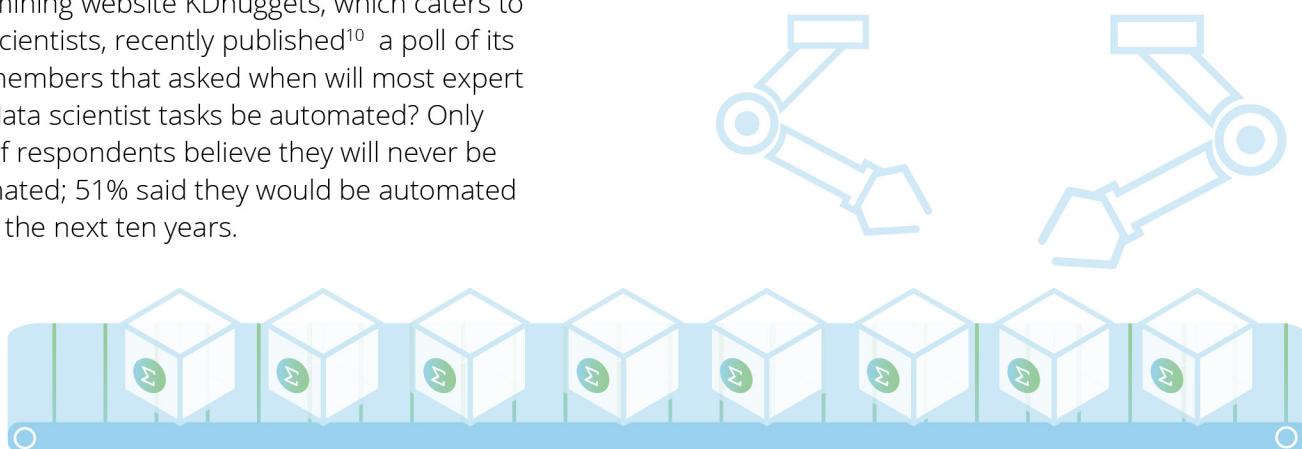 mining website KDnuggets, which caters to
cientists, recently published¹⁰ a poll of its
nembers that asked when will most expert
lata scientist tasks be automated? Only
f respondents believe they will never be
nated; 51% said they would be automated
the next ten years.
Σ
Σ
Σ
Σ
Σ
Σ
Σ
Σ